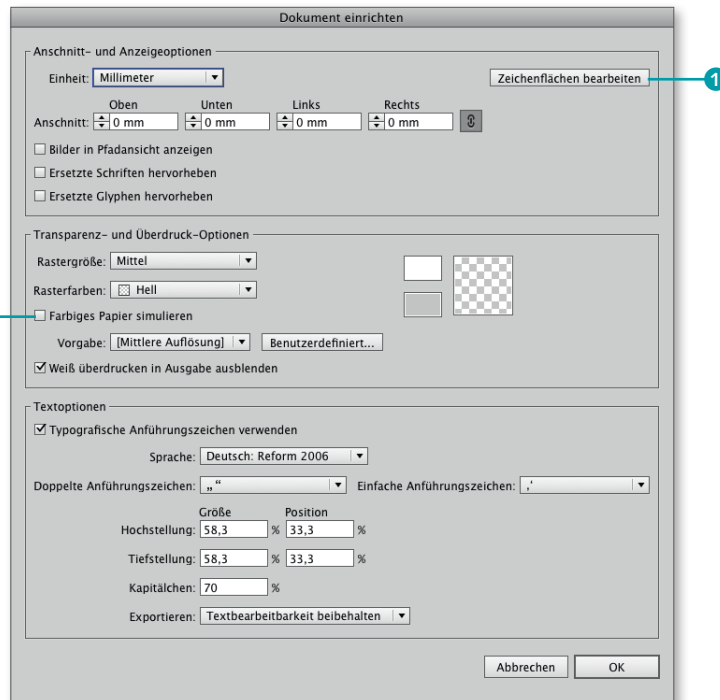 Dokument einrichten
Anschnitt- und Anzeigeoptionen
Einheit: Millimeter
Zeichenflächen bearbeiten
1
Oben Unten Links Rechts
Anschnitt: 0 mm 0 mm 0 mm 0 mm
Bilder in Pfadansicht anzeigen
Ersetzte Schriften hervorheben
Ersetzte Glyphen hervorheben
Transparenz- und Überdruck-Optionen
Rastergröße: Mittel
Rasterfarben: Hell
Farbiges Papier simulieren
Vorgabe: [Mittlere Auflösung] Benutzerdefiniert...
Weiß überdrucken in Ausgabe ausblenden
Textoptionen
Typografische Anführungszeichen verwenden
Sprache: Deutsch: Reform 2006
Doppelte Anführungszeichen: „“ Einfache Anführungszeichen: ‚‘
Größe Position
Hochstellung: 58,3 % 33,3 %
Tiefstellung: 58,3 % 33,3 %
Kapitälchen: 70 %
Exportieren: Textbearbeitbarkeit beibehalten
Abbrechen OK